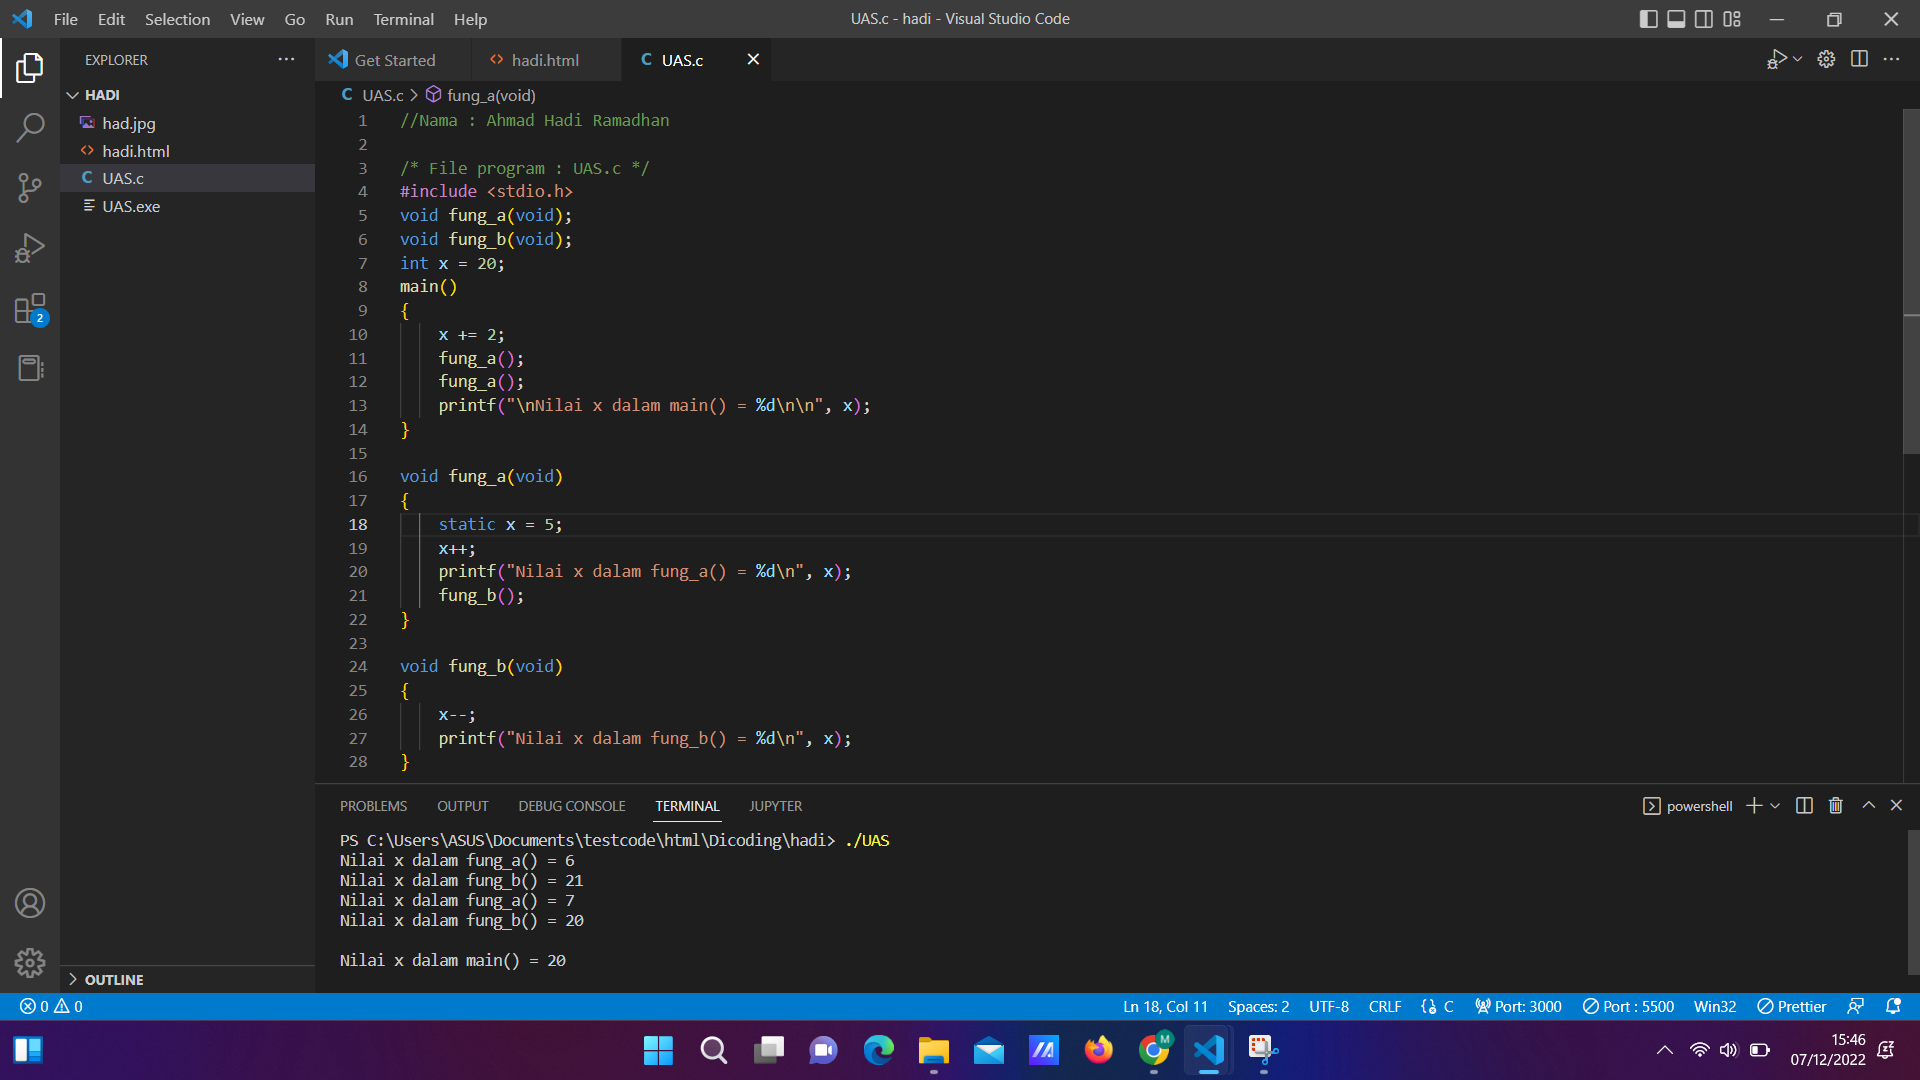 File Edit Selection View Go Run Terminal Help
UAS.c - hadi - Visual Studio Code
EXPLORER
Get Started
hadi.html
C UAS.c
HADI
had.jpg
hadi.html
C UAS.c
UAS.exe
C UAS.c > fung_a(void)
1 //Nama : Ahmad Hadi Ramadhan
2
3 /* File program : UAS.c */
4 #include <stdio.h>
5 void fung_a(void);
6 void fung_b(void);
7 int x = 20;
8 main()
9 {
10 x += 2;
11 fung_a();
12 fung_a();
13 printf("\nNilai x dalam main() = %d\n\n", x);
14 }
15
16 void fung_a(void)
17 {
18 static x = 5;
19 x++;
20 printf("Nilai x dalam fung_a() = %d\n", x);
21 fung_b();
22 }
23
24 void fung_b(void)
25 {
26 x--;
27 printf("Nilai x dalam fung_b() = %d\n", x);
28 }
2
PROBLEMS OUTPUT DEBUG CONSOLE TERMINAL JUPYTER
powershell
PS C:\Users\ASUS\Documents\testcode\html\Dicoding\hadi> ./UAS
Nilai x dalam fung_a() = 6
Nilai x dalam fung_b() = 21
Nilai x dalam fung_a() = 7
Nilai x dalam fung_b() = 20
Nilai x dalam main() = 20
OUTLINE
0 0
Ln 18, Col 11 Spaces: 2 UTF-8 CRLF C Port: 3000 Port : 5500 Win32 Prettier
M
15:46
07/12/2022